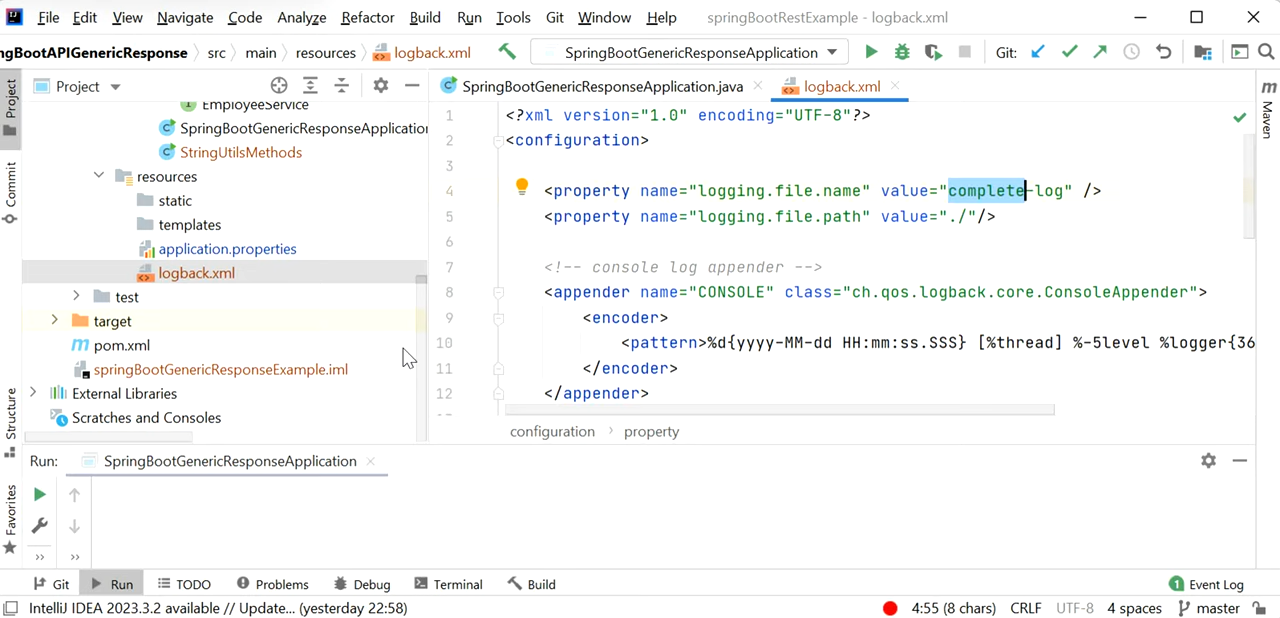 File Edit View Navigate Code Analyze Refactor Build Run Tools Git Window Help springBootRestExample - logback.xml
ngBootAPIGenericResponse src main resources logback.xml SpringBootGenericResponseApplication Git:
Project
SpringBootGenericResponseApplication.java logback.xml
Project
Commit
Structure
Favorites
Maven
EmployeeService
SpringBootGenericResponseApplication
StringUtilsMethods
resources
static
templates
application.properties
logback.xml
test
target
pom.xml
springBootGenericResponseExample.iml
External Libraries
Scratches and Consoles
1 <?xml version="1.0" encoding="UTF-8"?>
2 <configuration>
3
4 <property name="logging.file.name" value="complete-log" />
5 <property name="logging.file.path" value="./"/>
6
7 <!-- console log appender -->
8 <appender name="CONSOLE" class="ch.qos.logback.core.ConsoleAppender">
9 <encoder>
10 <pattern>%d{yyyy-MM-dd HH:mm:ss.SSS} [%thread] %-5level %logger{36
11 </encoder>
12 </appender>
configuration property
Run: SpringBootGenericResponseApplication
Git Run TODO Problems Debug Terminal Build 1 Event Log
IntelliJ IDEA 2023.3.2 available // Update... (yesterday 22:58) 4:55 (8 chars) CRLF UTF-8 4 spaces master